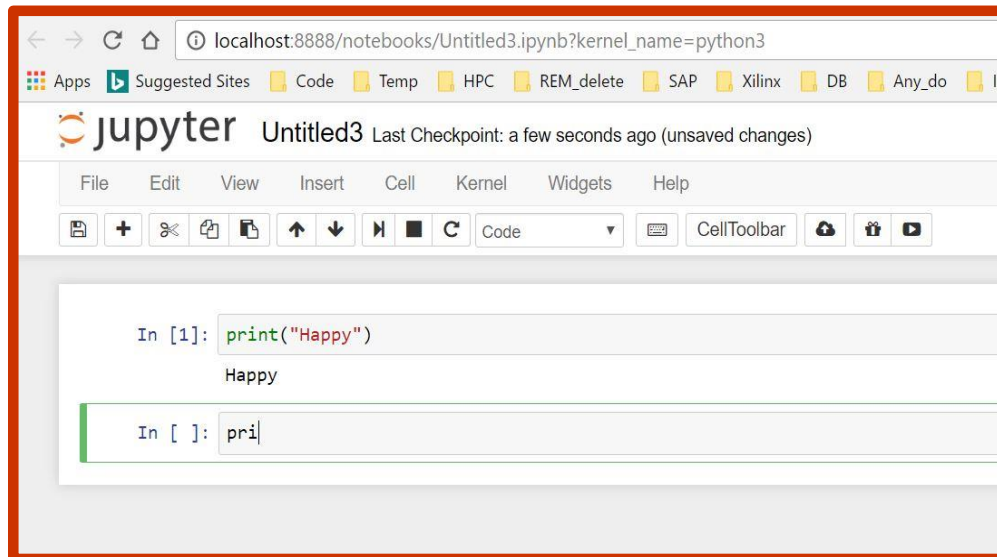 localhost:8888/notebooks/Untitled3.ipynb?kernel_name=python3
Apps Suggested Sites Code Temp HPC REM_delete SAP Xilinx DB Any_do
jupyter Untitled3 Last Checkpoint: a few seconds ago (unsaved changes)
File Edit View Insert Cell Kernel Widgets Help
Code CellToolbar
In [1]: print("Happy")
Happy
In [ ]: pri